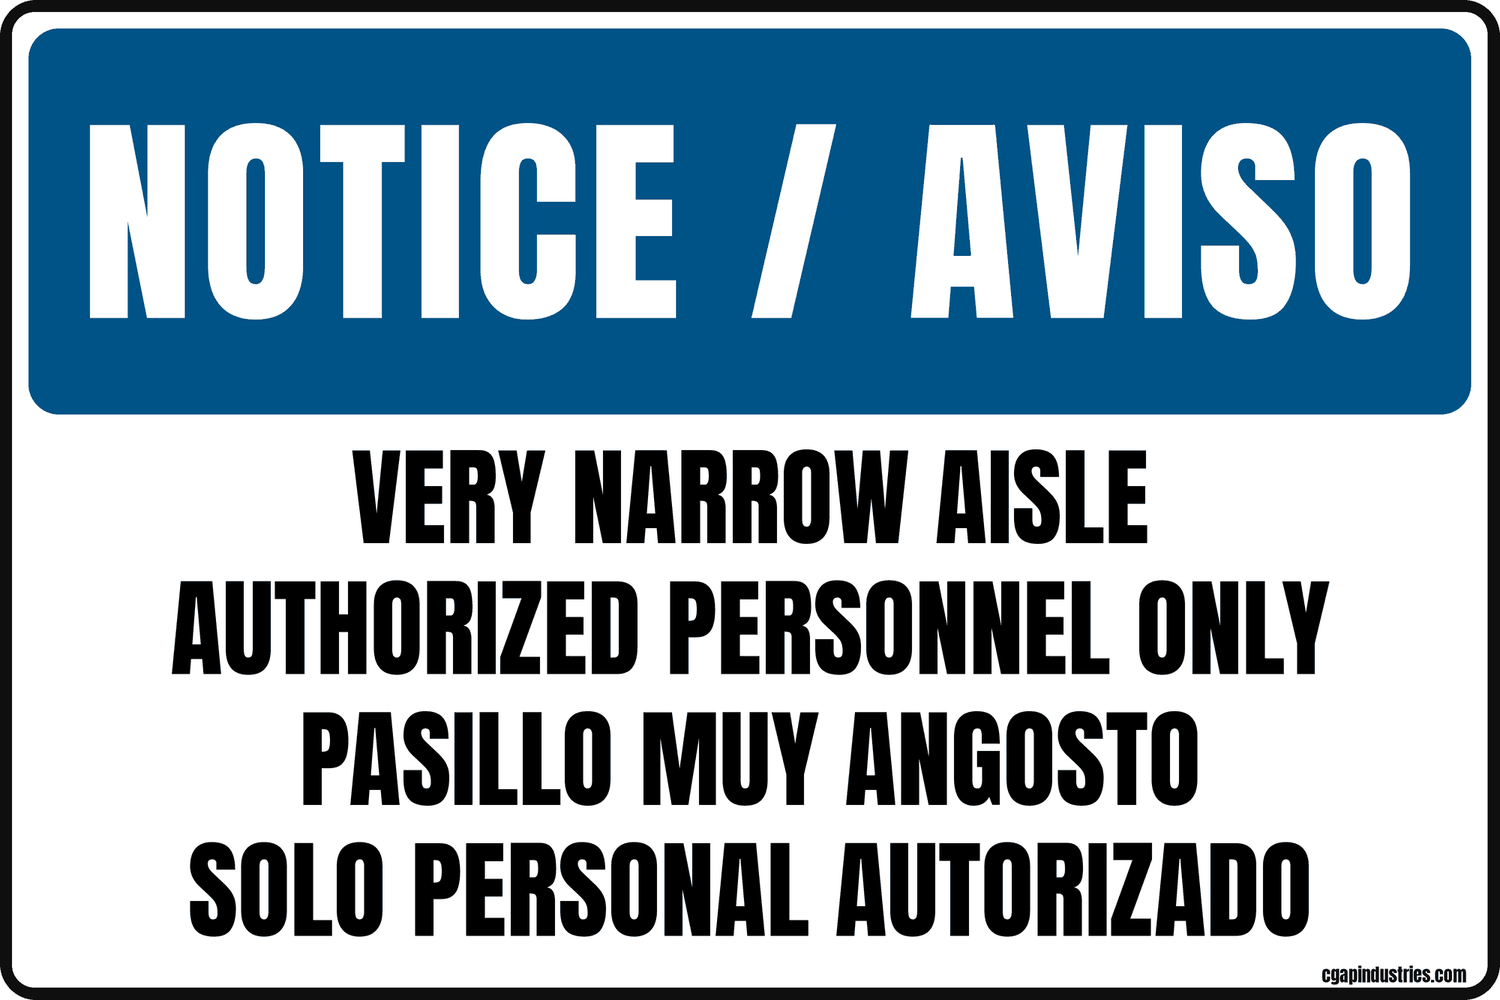 NOTICE / AVISO
VERY NARROW AISLE
AUTHORIZED PERSONNEL ONLY
PASILLO MUY ANGOSTO
SOLO PERSONAL AUTORIZADO
cgapindustries.com